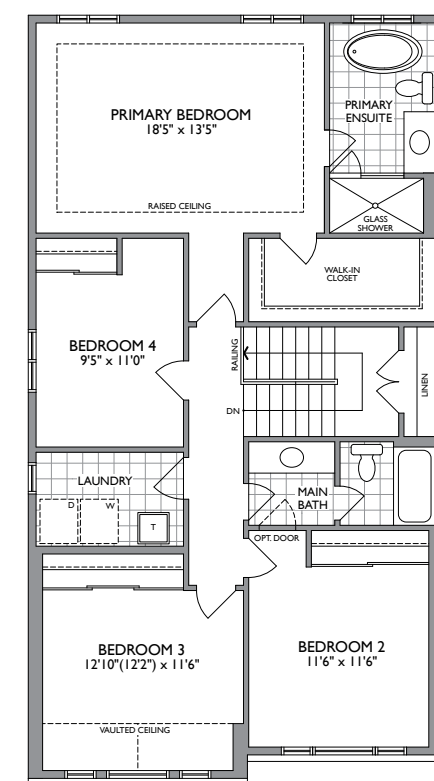 PRIMARY BEDROOM
18'5" x 13'5"
RAISED CEILING
PRIMARY
ENSUITE
GLASS
SHOWER
WALK-IN
CLOSET
BEDROOM 4
9'5" x 11'0"
RAILING
DN
LINEN
LAUNDRY
D
W
T
MAIN
BATH
OPT. DOOR
BEDROOM 3
12'10"(12'2") x 11'6"
VAULTED CEILING
BEDROOM 2
11'6" x 11'6"